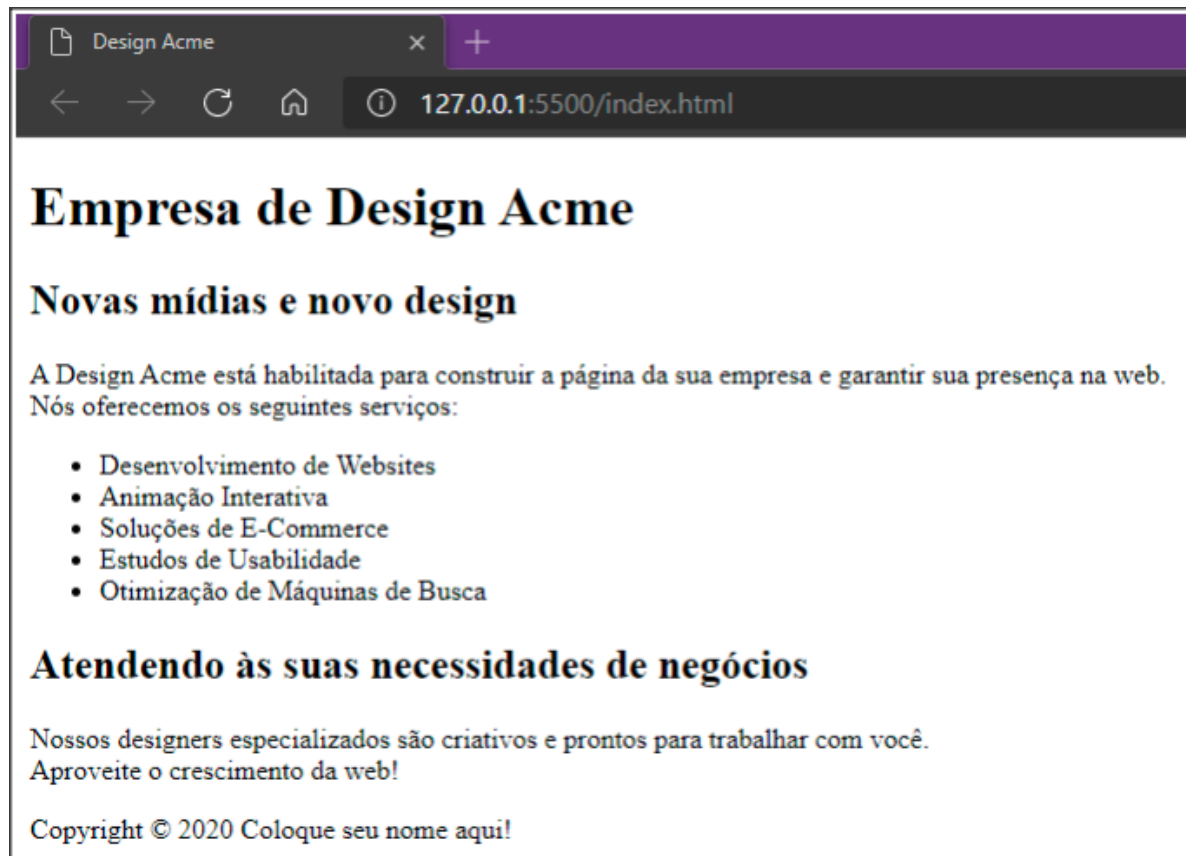 Design Acme
127.0.0.1:5500/index.html
Empresa de Design Acme
Novas mídias e novo design
A Design Acme está habilitada para construir a página da sua empresa e garantir sua presença na web.
Nós oferecemos os seguintes serviços:
• Desenvolvimento de Websites
• Animação Interativa
• Soluções de E-Commerce
• Estudos de Usabilidade
• Otimização de Máquinas de Busca
Atendendo às suas necessidades de negócios
Nossos designers especializados são criativos e prontos para trabalhar com você.
Aproveite o crescimento da web!
Copyright © 2020 Coloque seu nome aqui!